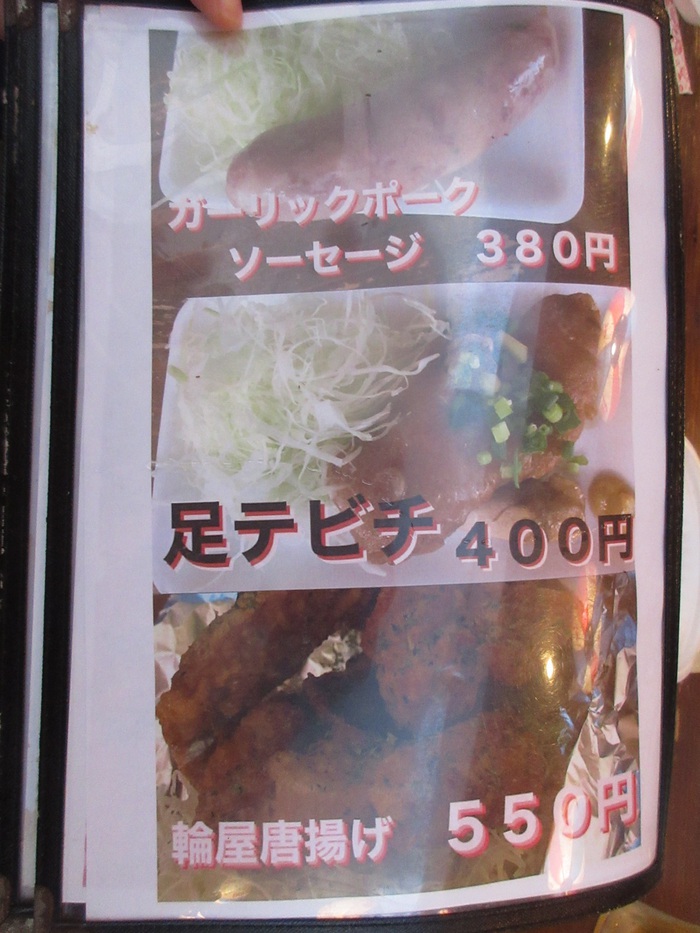 ガーリックポーク
ソーセージ 380円
足テビチ 400円
輪屋唐揚げ 550円